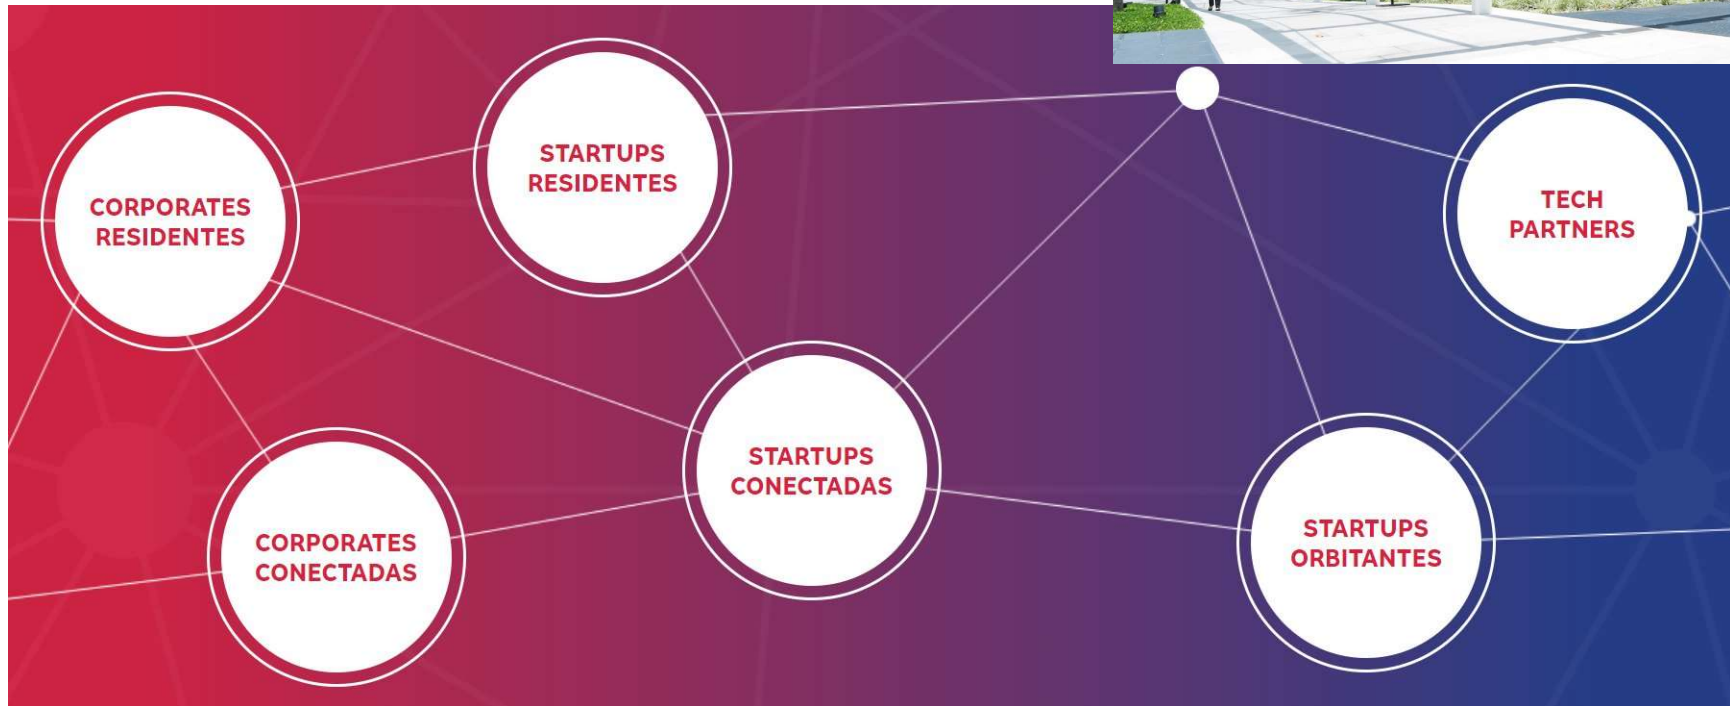 CORPORATES
RESIDENTES
STARTUPS
RESIDENTES
TECH
PARTNERS
CORPORATES
CONECTADAS
STARTUPS
CONECTADAS
STARTUPS
ORBITANTES